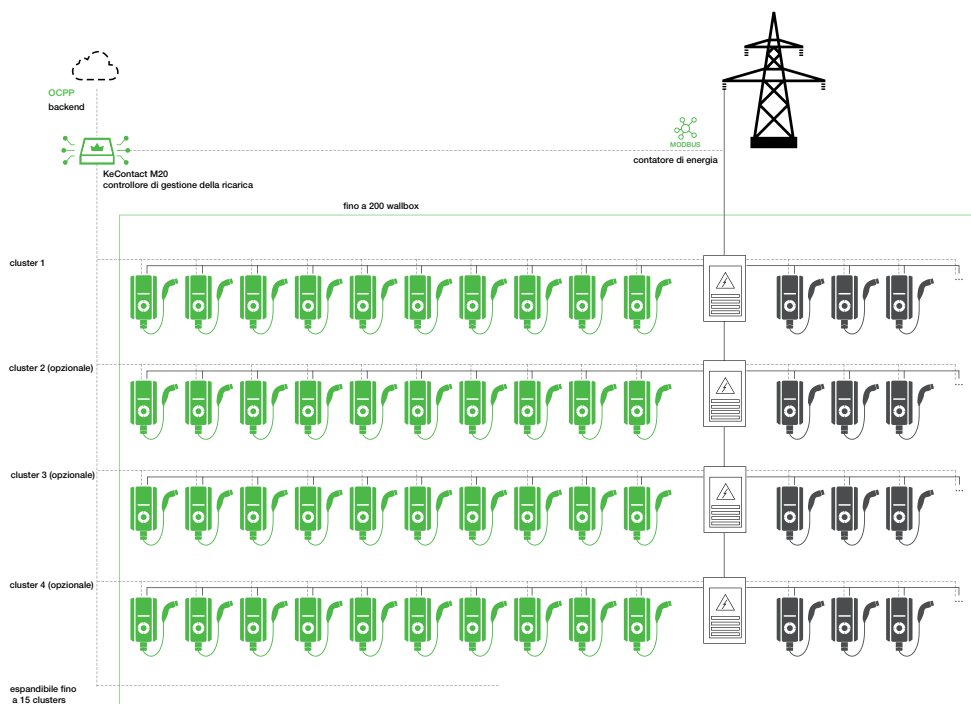 OCPP
backend
MODBUS
contatore di energia
KeContact M20
controllore di gestione della ricarica
fino a 200 wallbox
cluster 1
...
cluster 2 (opzionale)
...
cluster 3 (opzionale)
...
cluster 4 (opzionale)
...
espandibile fino
a 15 clusters